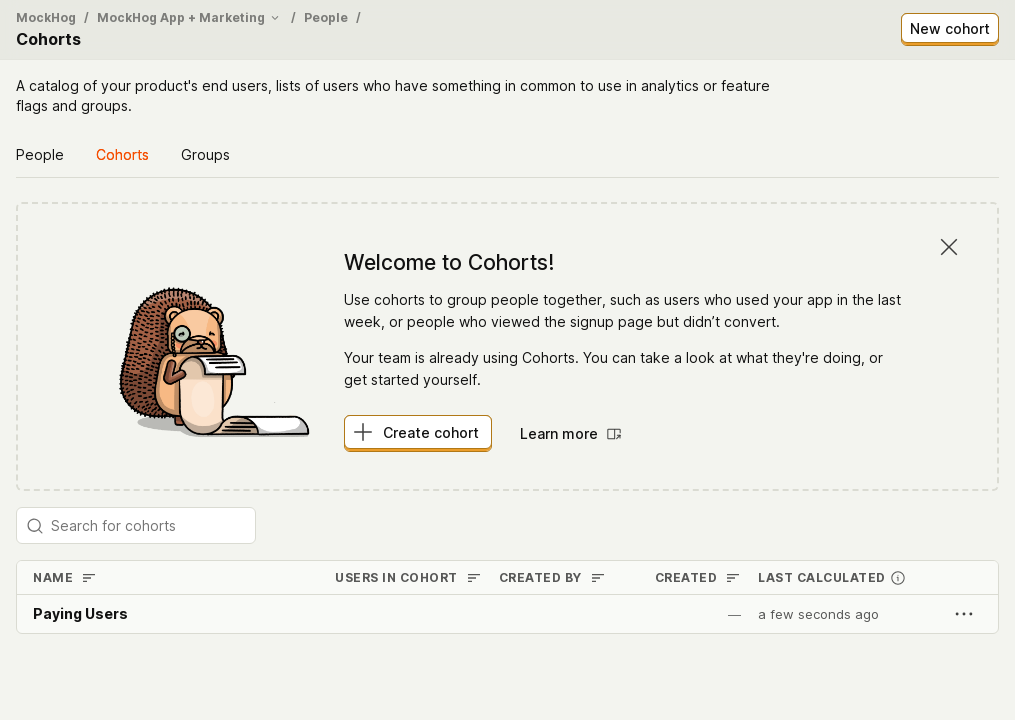 MockHog / MockHog App + Marketing / People /
Cohorts
New cohort
A catalog of your product's end users, lists of users who have something in common to use in analytics or feature
flags and groups.
People Cohorts Groups
Welcome to Cohorts!
Use cohorts to group people together, such as users who used your app in the last
week, or people who viewed the signup page but didn’t convert.
Your team is already using Cohorts. You can take a look at what they're doing, or
get started yourself.
Create cohort Learn more
Search for cohorts
NAME USERS IN COHORT CREATED BY CREATED LAST CALCULATED
Paying Users — a few seconds ago